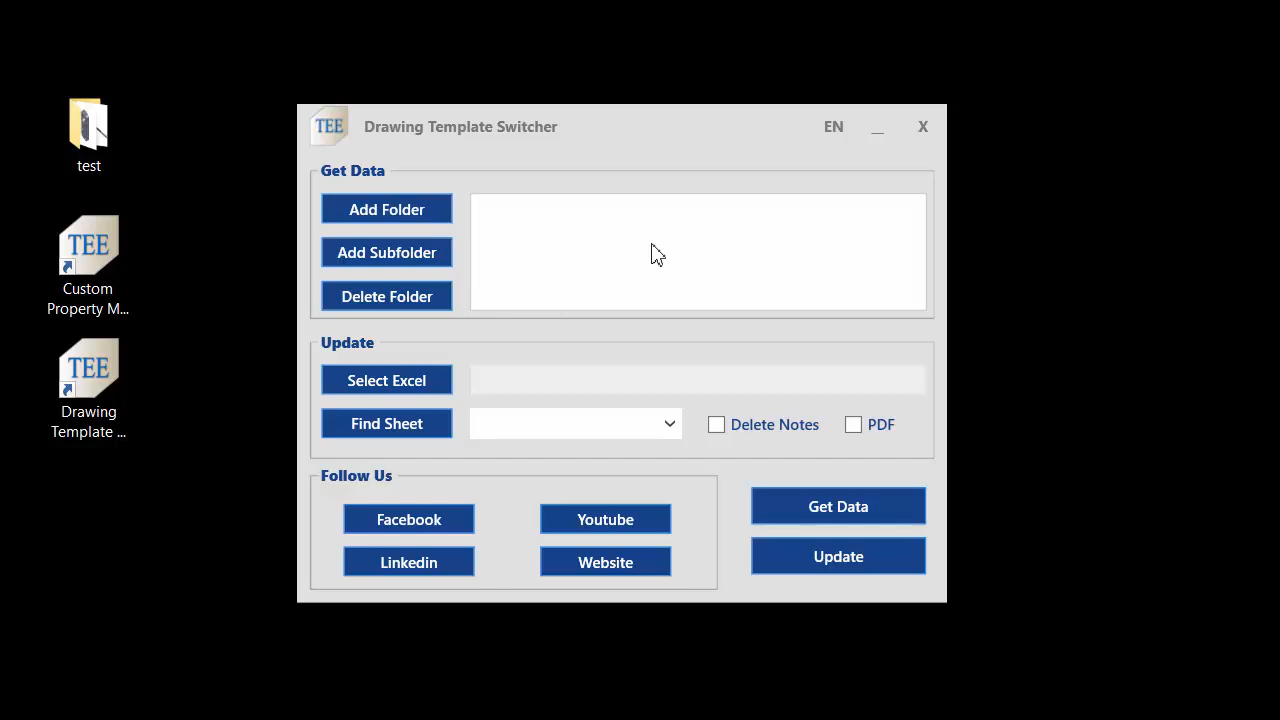 test
TEE
Custom
Property M...
TEE
Drawing
Template ...
TEE
Drawing Template Switcher
EN
_
X
Get Data
Add Folder
Add Subfolder
Delete Folder
Update
Select Excel
Find Sheet
Delete Notes
PDF
Follow Us
Facebook
Youtube
Linkedin
Website
Get Data
Update